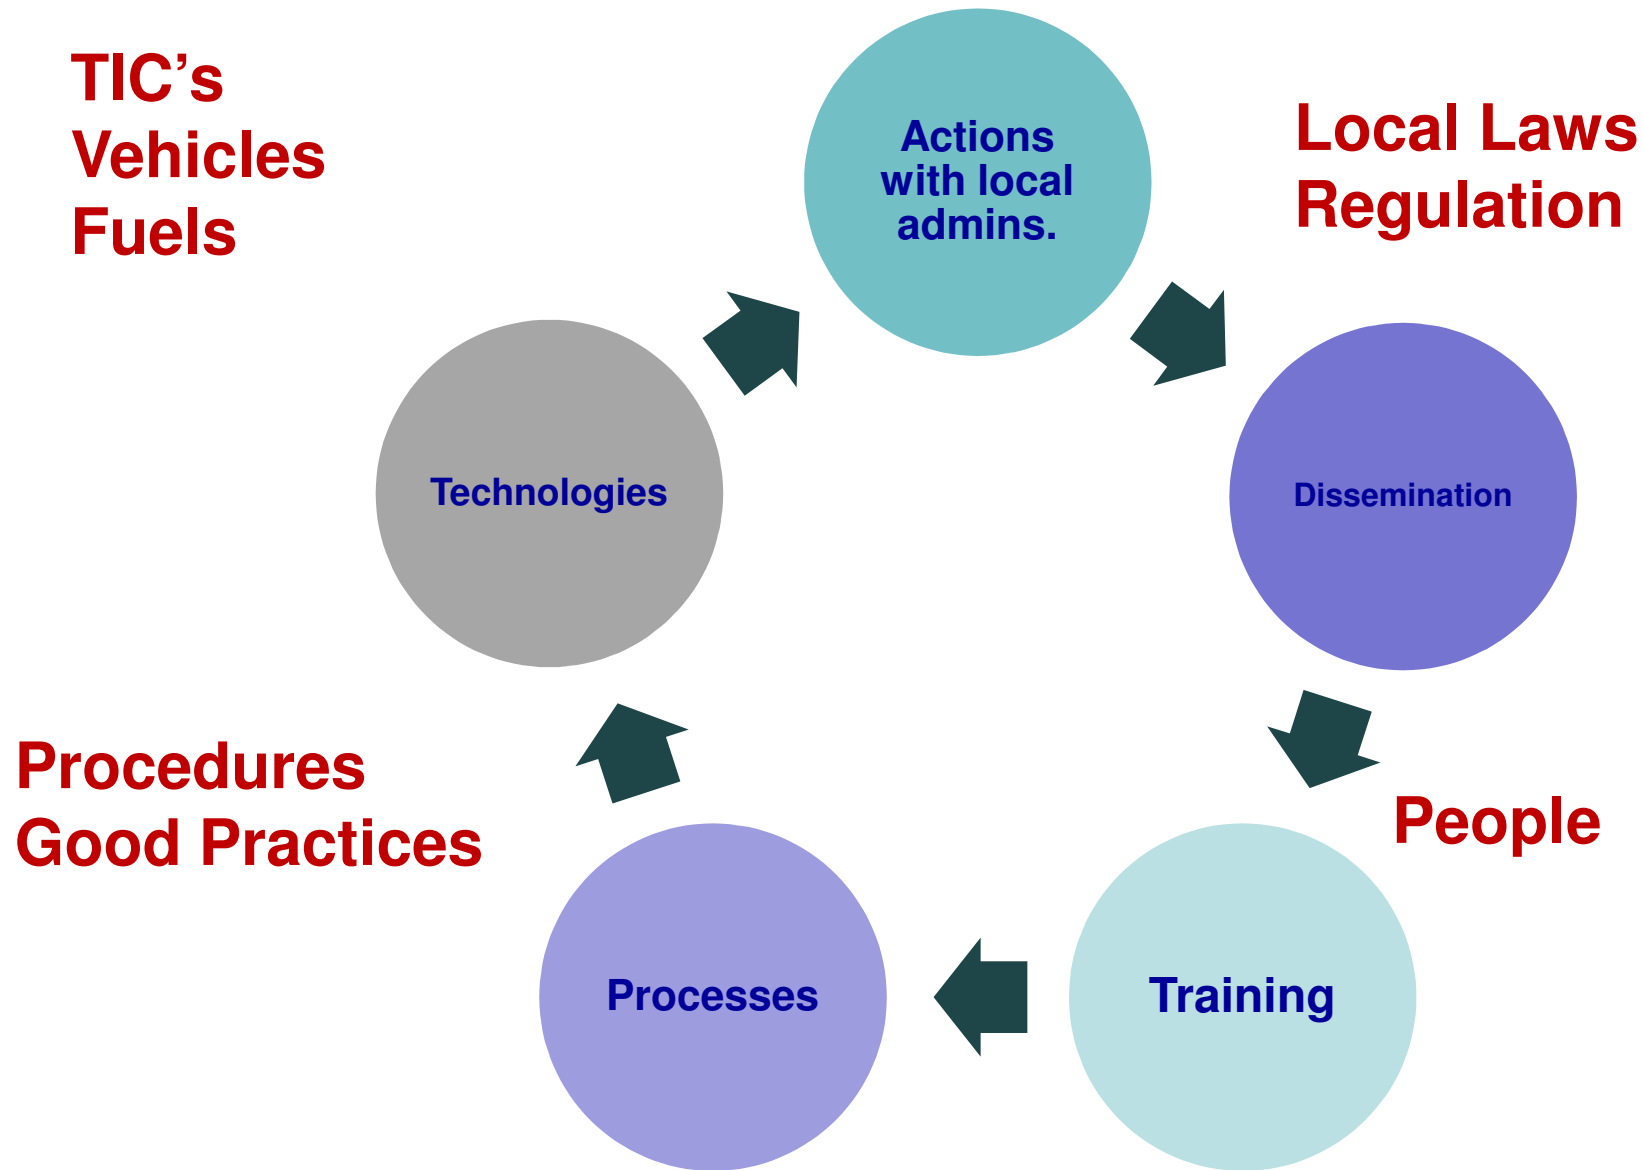 TIC’s
Vehicles
Fuels
Actions
with local
admins.
Local Laws
Regulation
Technologies
Dissemination
Procedures
Good Practices
People
Processes
Training